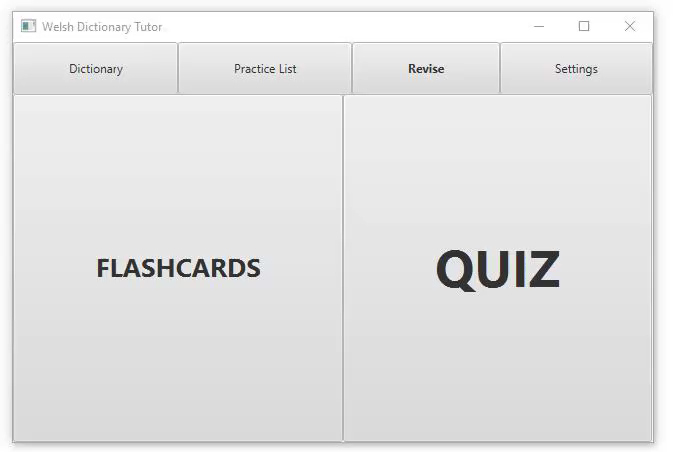 Welsh Dictionary Tutor
Dictionary Practice List Revise Settings
FLASHCARDS QUIZ